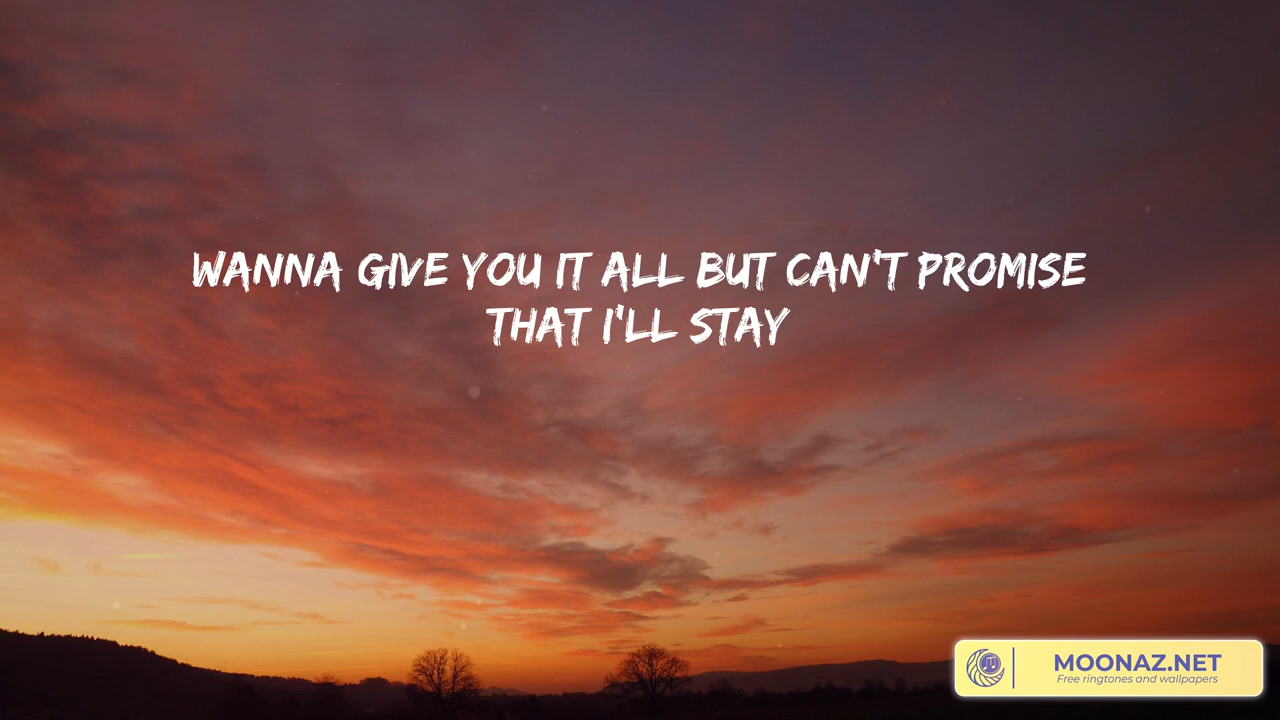 WANNA GIVE YOU IT ALL BUT CAN'T PROMISE
THAT I'LL STAY
MOONAZ.NET
Free ringtones and wallpapers